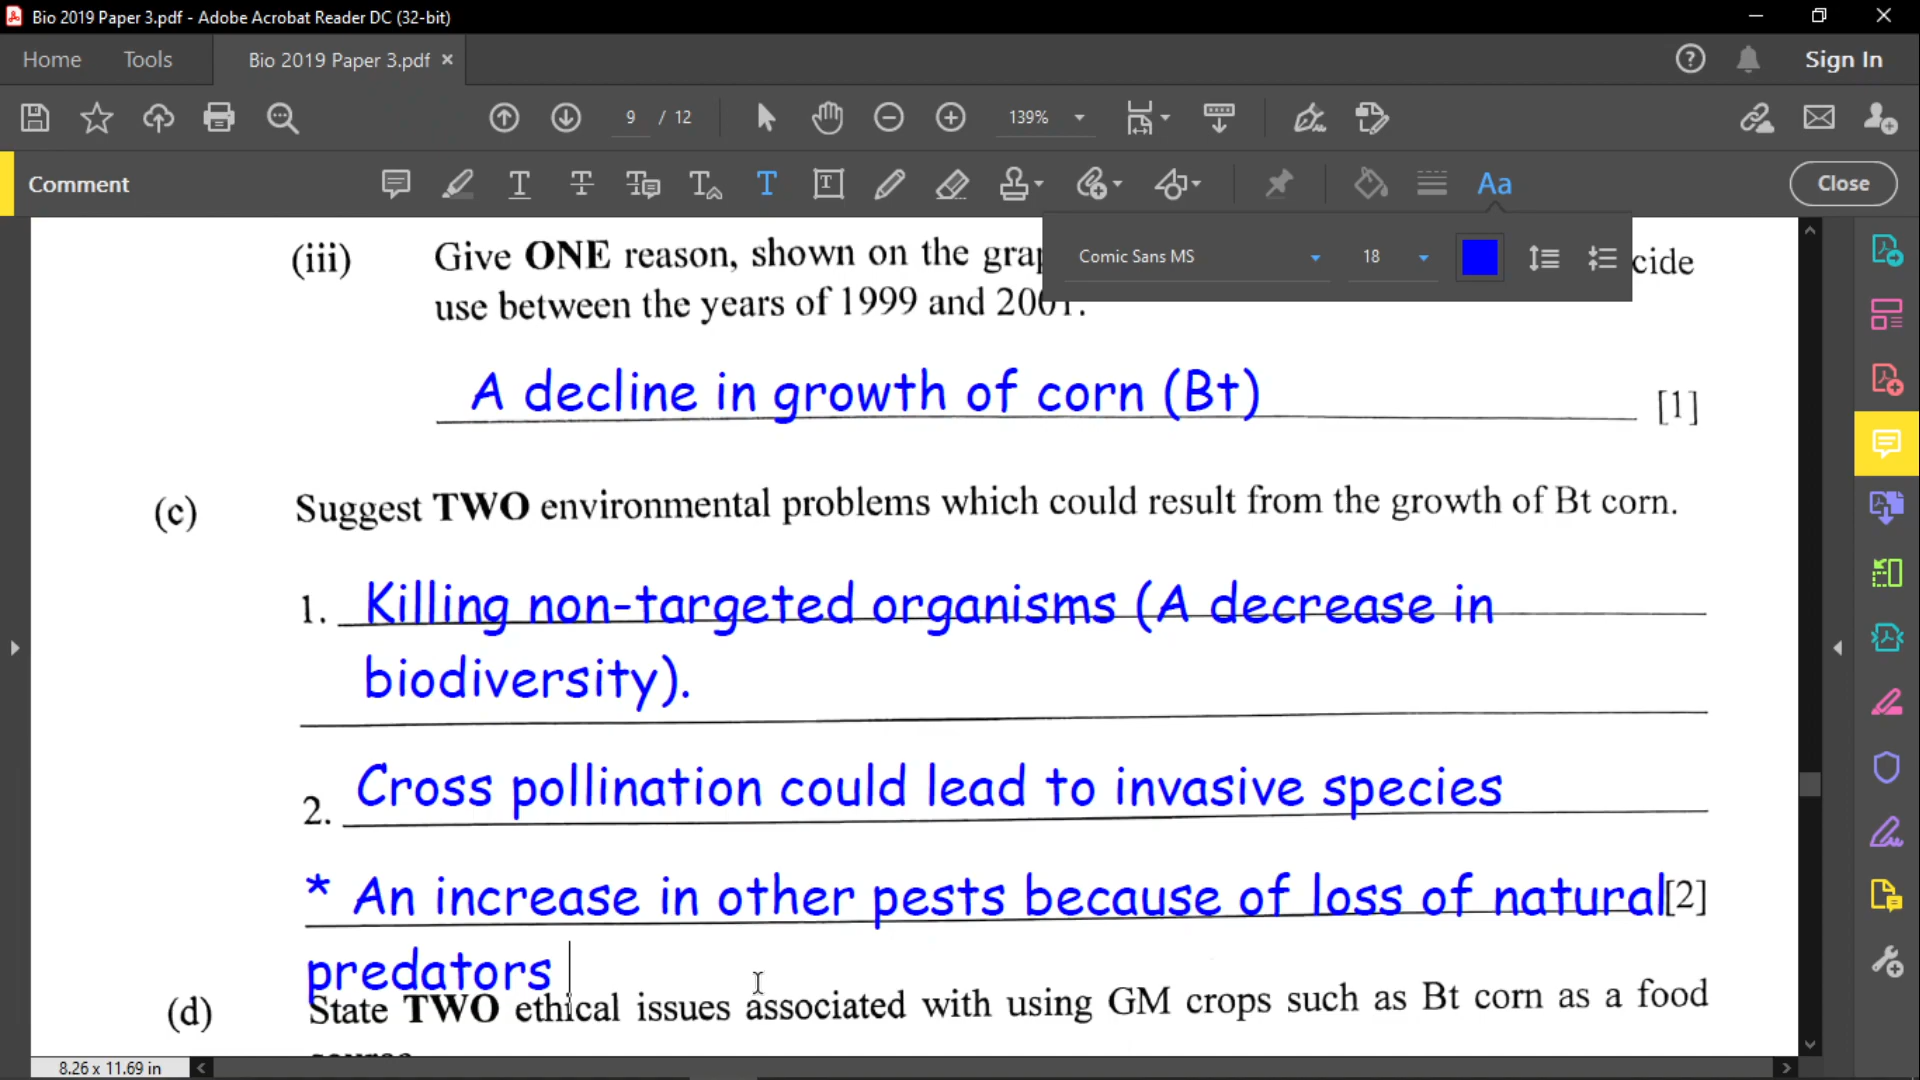 Bio 2019 Paper 3.pdf - Adobe Acrobat Reader DC (32-bit)
Home Tools Bio 2019 Paper 3.pdf × Sign In
9 / 12 139%
Comment Aa Close
Comic Sans MS 18
(iii) Give ONE reason, shown on the cide
use between the years of 1999 and 2001.
A decline in growth of corn (Bt)
[1]
(c) Suggest TWO environmental problems which could result from the growth of Bt corn.
1. Killing non-targeted organisms (A decrease in
biodiversity).
2. Cross pollination could lead to invasive species
* An increase in other pests because of loss of natural [2]
predators
(d) State TWO ethical issues associated with using GM crops such as Bt corn as a food
8.26 x 11.69 in